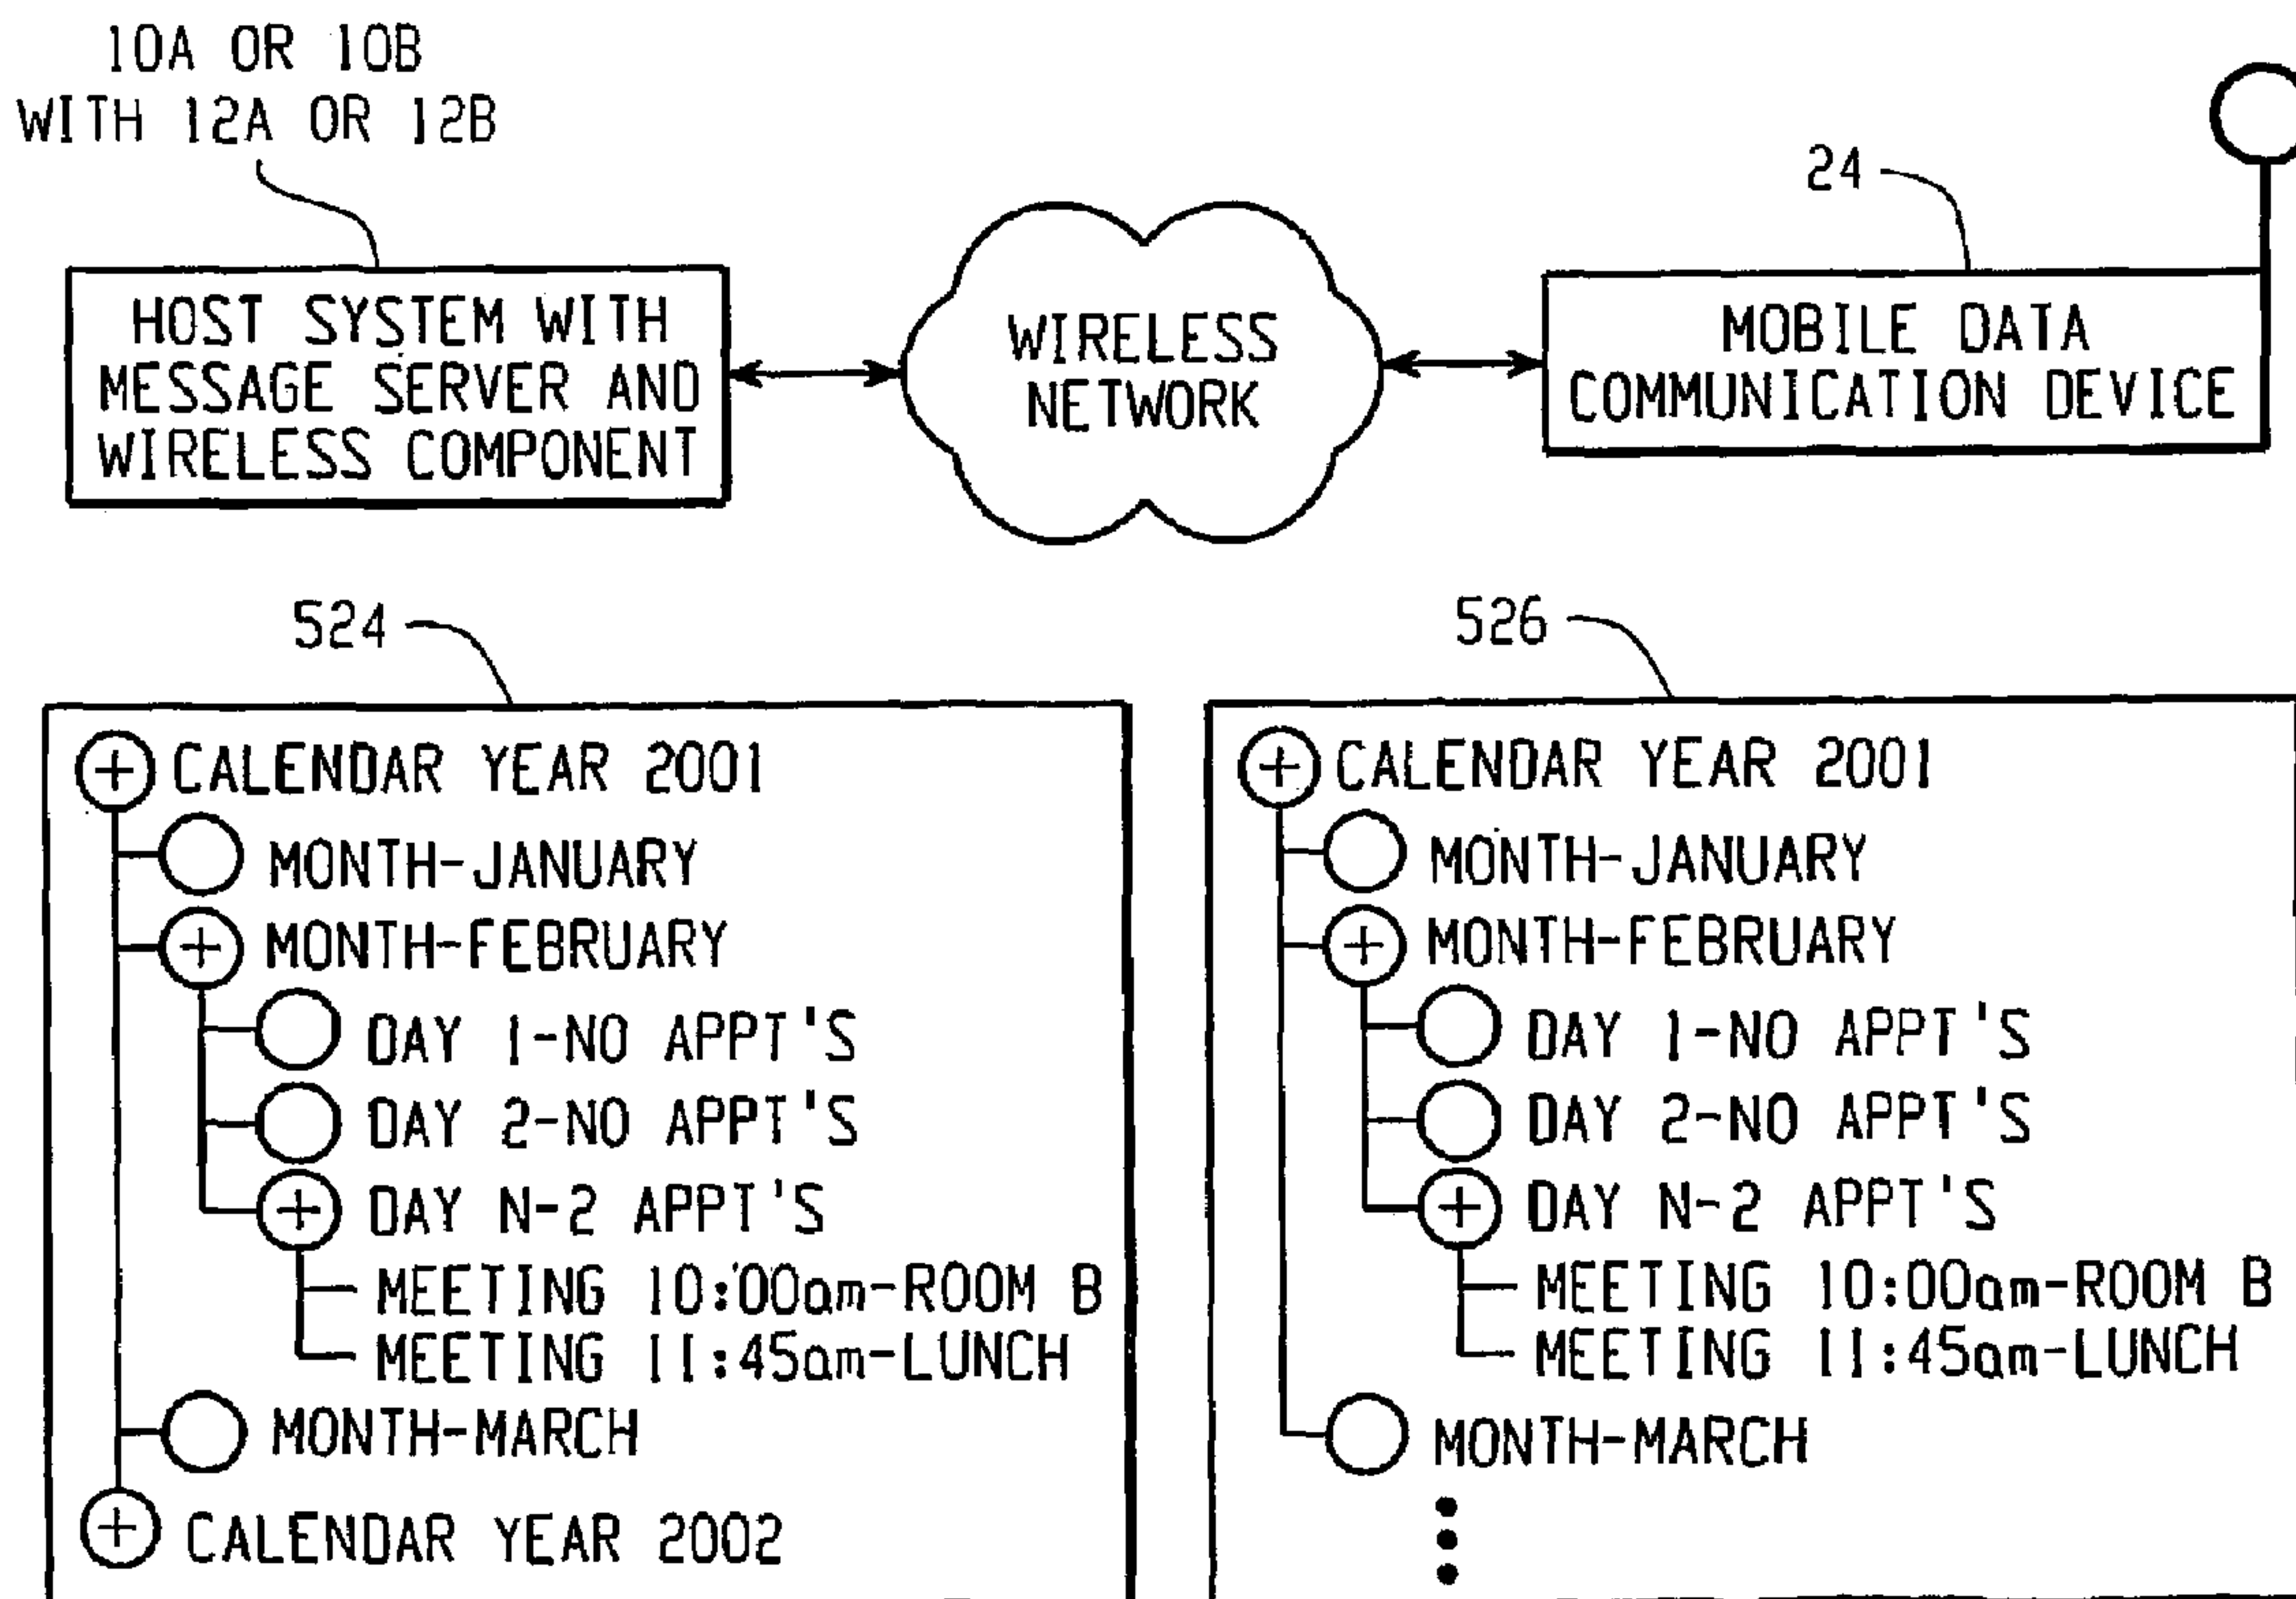 10A OR 10B
WITH 12A OR 12B
24
HOST SYSTEM WITH
MESSAGE SERVER AND
WIRELESS COMPONENT
WIRELESS
NETWORK
MOBILE DATA
COMMUNICATION DEVICE
524
CALENDAR YEAR 2001
MONTH-JANUARY
MONTH-FEBRUARY
DAY 1-NO APPT'S
DAY 2-NO APPT'S
DAY N-2 APPT'S
MEETING 10:00am-ROOM B
MEETING 11:45am-LUNCH
MONTH-MARCH
CALENDAR YEAR 2002
526
CALENDAR YEAR 2001
MONTH-JANUARY
MONTH-FEBRUARY
DAY 1-NO APPT'S
DAY 2-NO APPT'S
DAY N-2 APPT'S
MEETING 10:00am-ROOM B
MEETING 11:45am-LUNCH
MONTH-MARCH